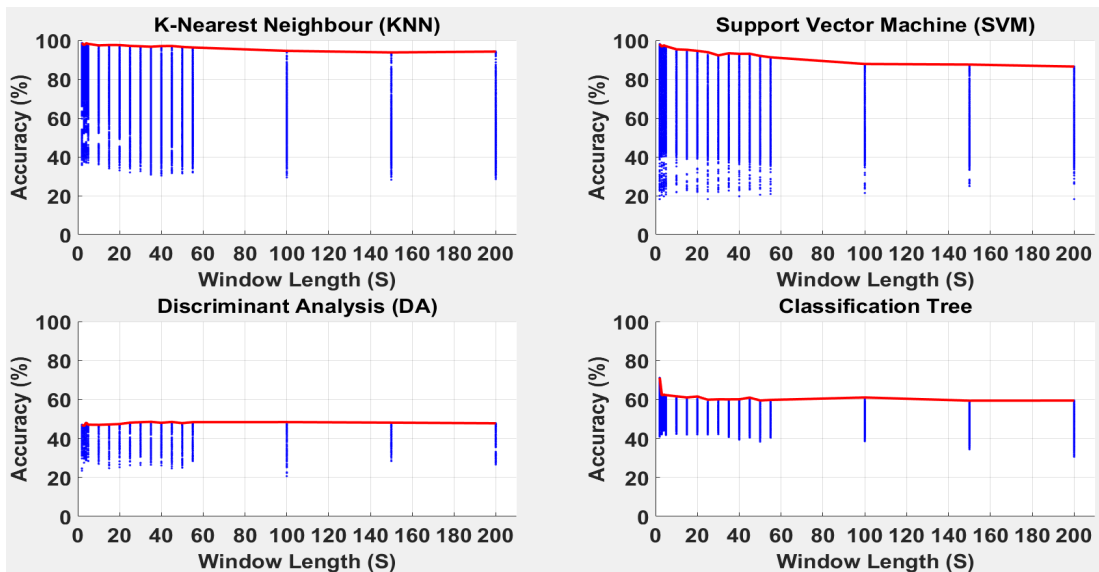 K-Nearest Neighbour (KNN)
100
80
60
40
20
0
Accuracy (%)
0 20 40 60 80 100 120 140 160 180 200
Window Length (S)
Support Vector Machine (SVM)
100
80
60
40
20
0
Accuracy (%)
0 20 40 60 80 100 120 140 160 180 200
Window Length (S)
Discriminant Analysis (DA)
100
80
60
40
20
0
Accuracy (%)
0 20 40 60 80 100 120 140 160 180 200
Window Length (S)
Classification Tree
100
80
60
40
20
0
Accuracy (%)
0 20 40 60 80 100 120 140 160 180 200
Window Length (S)